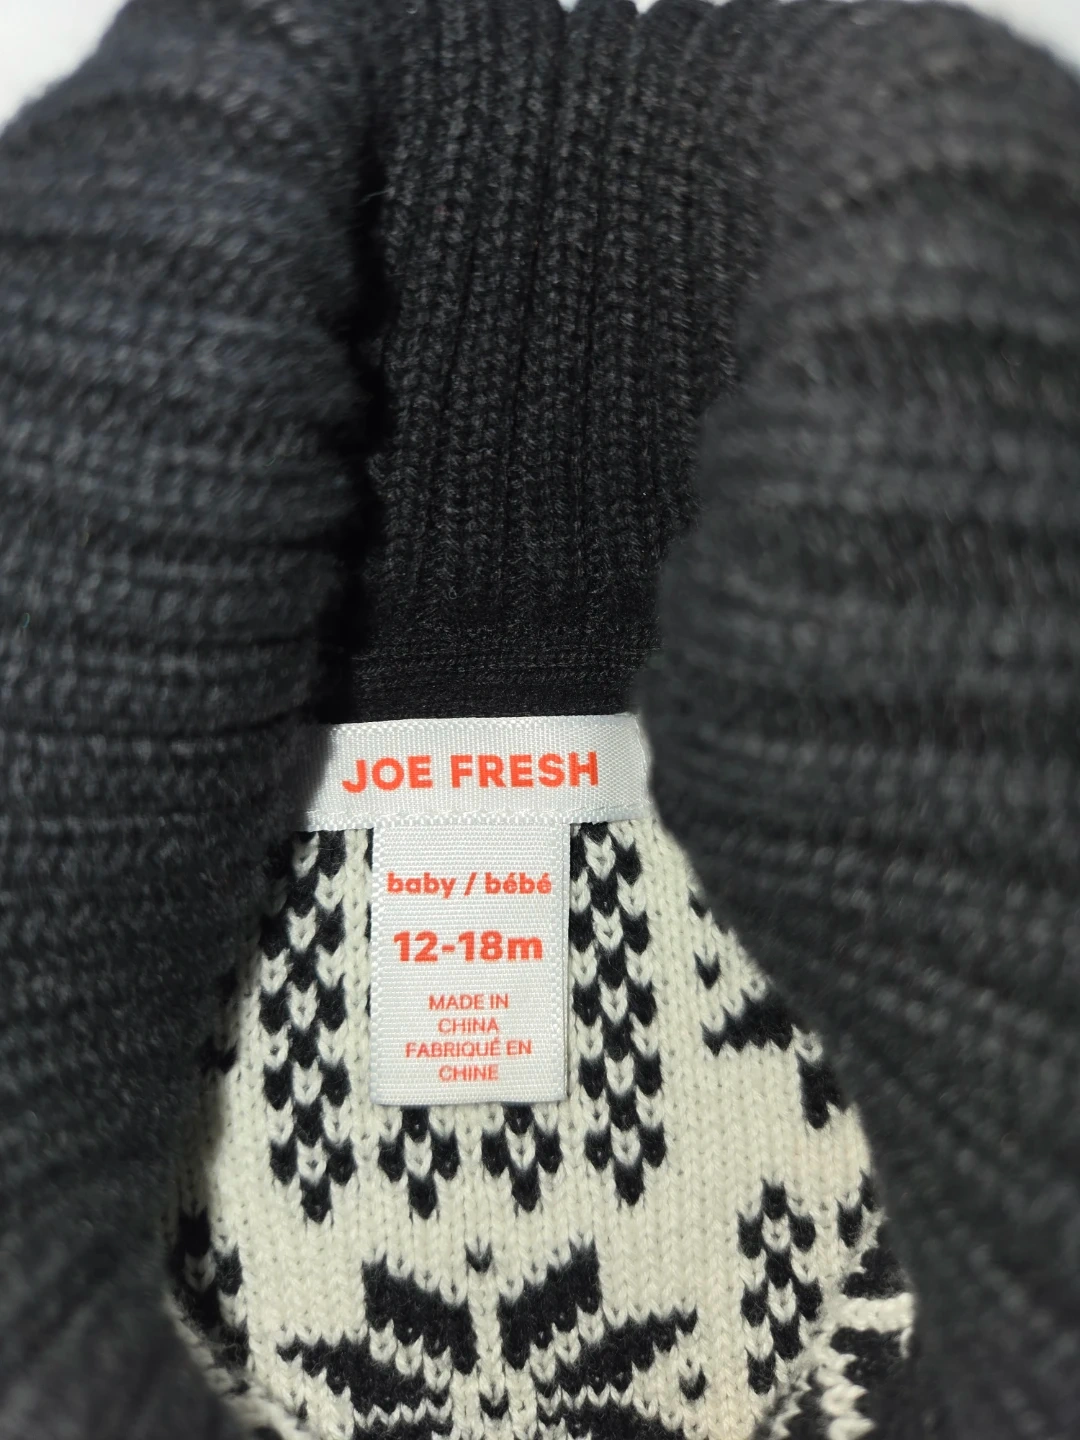 JOE FRESH
baby / bébé
12-18m
MADE IN
CHINA
FABRIQUÉ EN
CHINE